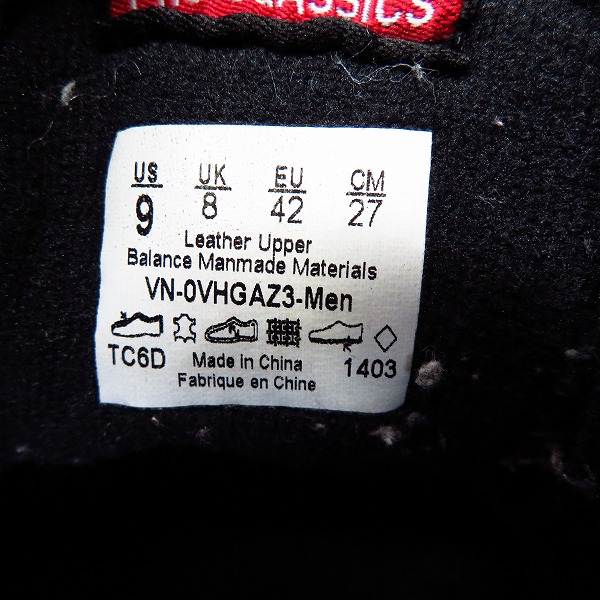 CLASSICS
US UK EU CM
9 8 42 27
Leather Upper
Balance Manmade Materials
VN-0VHGAZ3-Men
TC6D Made in China 1403
Fabrique en Chine